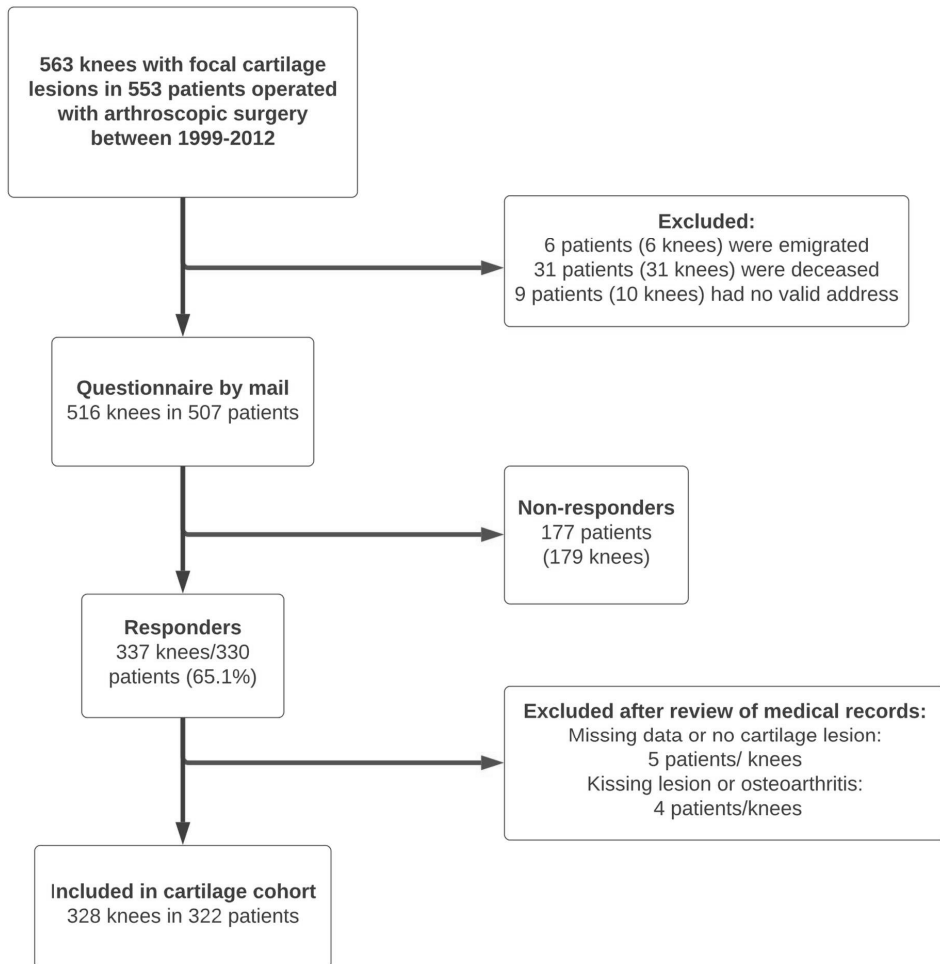 563 knees with focal cartilage
lesions in 553 patients operated
with arthroscopic surgery
between 1999-2012
Excluded:
6 patients (6 knees) were emigrated
31 patients (31 knees) were deceased
9 patients (10 knees) had no valid address
Questionnaire by mail
516 knees in 507 patients
Non-responders
177 patients
(179 knees)
Responders
337 knees/330
patients (65.1%)
Excluded after review of medical records:
Missing data or no cartilage lesion:
5 patients/ knees
Kissing lesion or osteoarthritis:
4 patients/knees
Included in cartilage cohort
328 knees in 322 patients